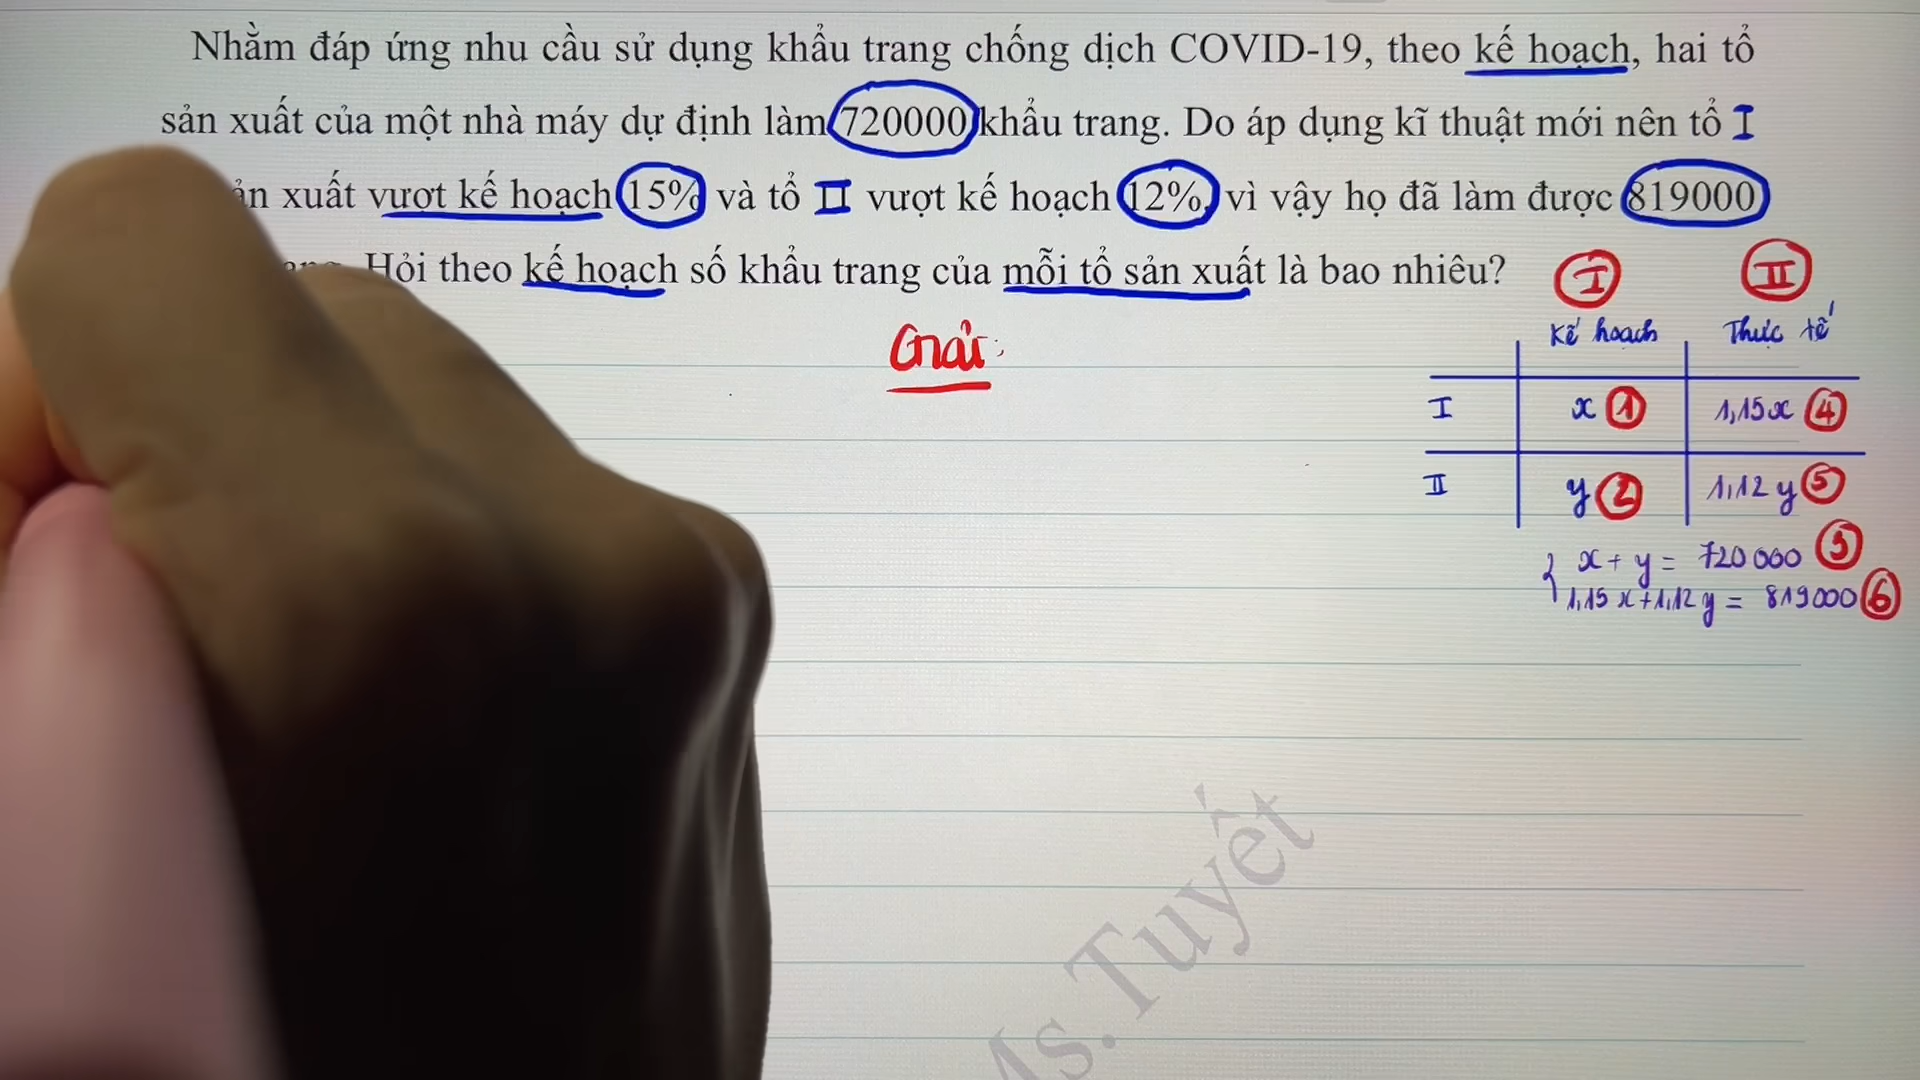 Nhằm đáp ứng nhu cầu sử dụng khẩu trang chống dịch COVID-19, theo kế hoạch, hai tổ
sản xuất của một nhà máy dự định làm 720000 khẩu trang. Do áp dụng kĩ thuật mới nên tổ I
xuất vượt kế hoạch 15% và tổ II vượt kế hoạch 12%, vì vậy họ đã làm được 819000
Hỏi theo kế hoạch số khẩu trang của mỗi tổ sản xuất là bao nhiêu?
I II
Giải:
Kế hoạch Thực tế
I x 1 1,15x 4
II y 2 1,12y 5
x + y = 720000 3
1,15x + 1,12y = 819000 6
Ms. Tuyết